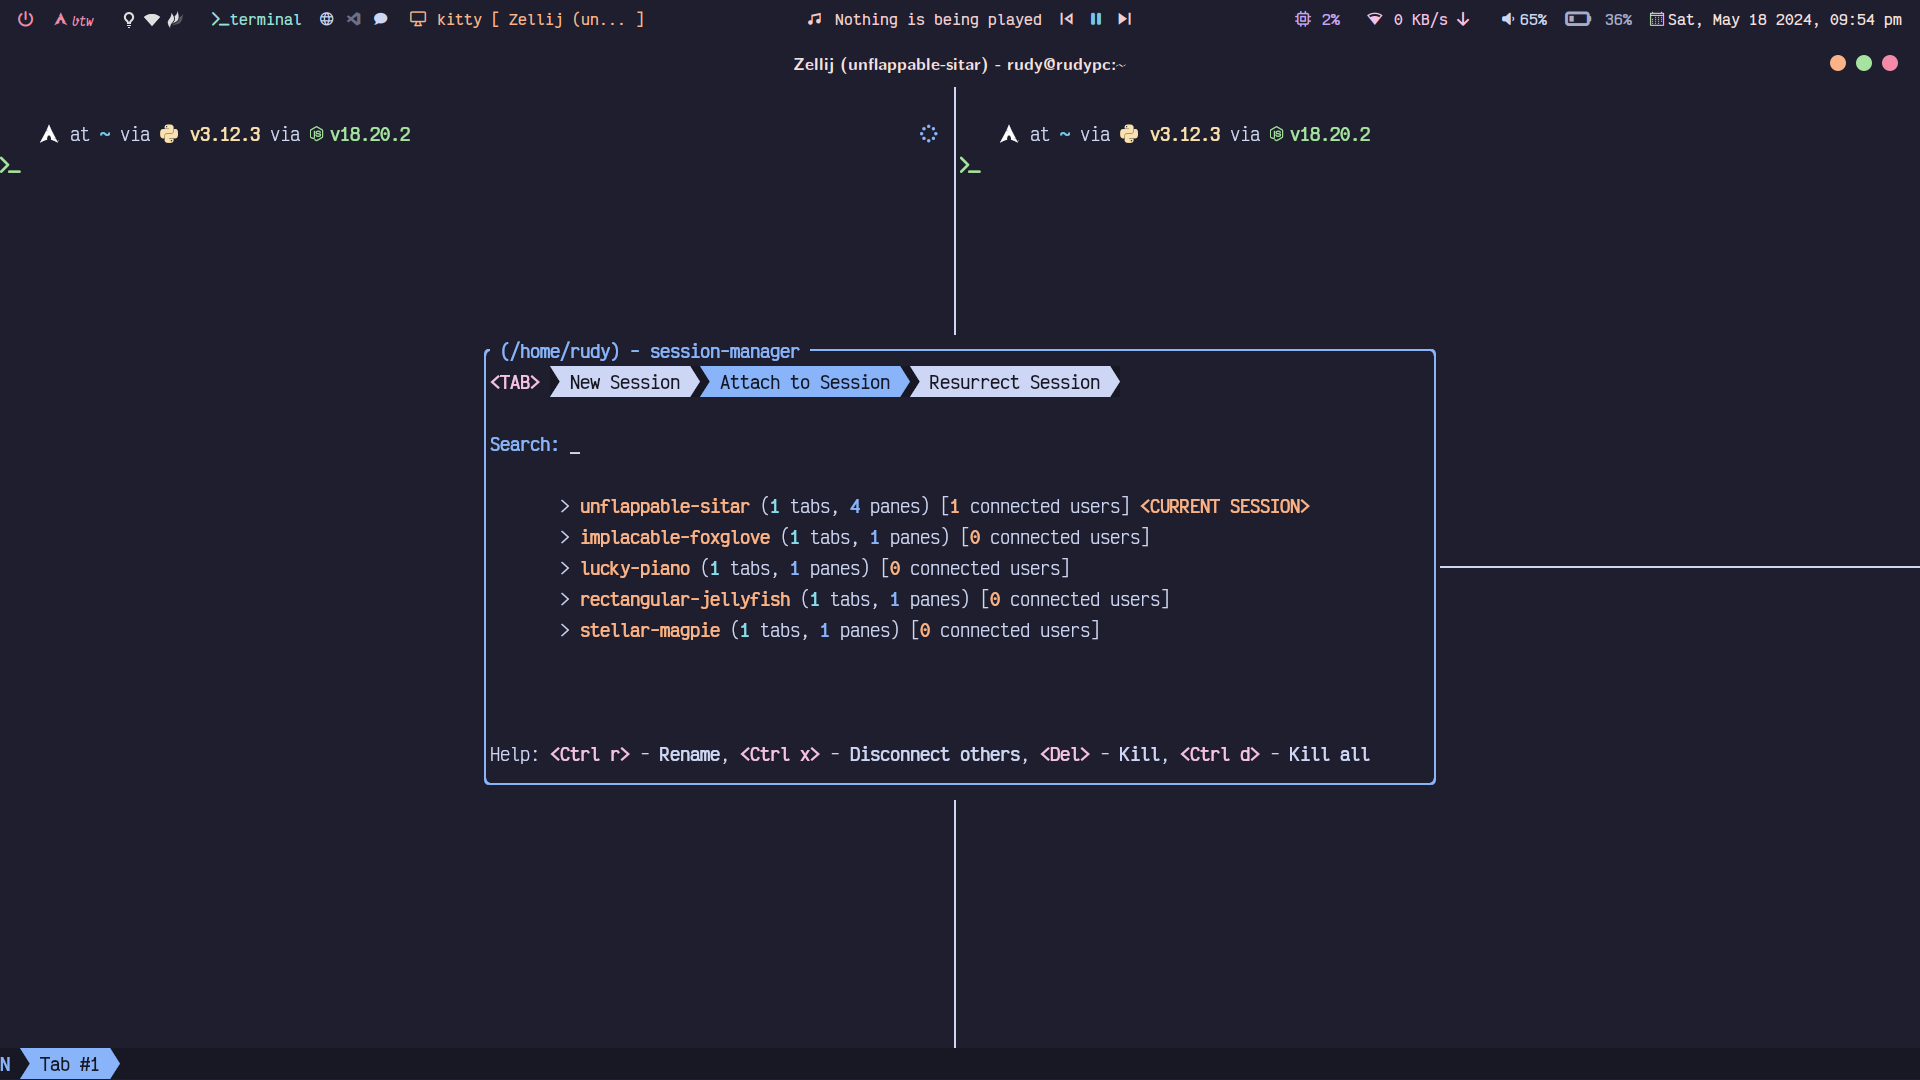 btw
terminal
kitty [ Zellij (un... ]
Nothing is being played
2%
0 KB/s
65%
36%
Sat, May 18 2024, 09:54 pm
Zellij (unflappable-sitar) - rudy@rudypc:~
at ~ via v3.12.3 via v18.20.2
at ~ via v3.12.3 via v18.20.2
>_
>_
(/home/rudy) - session-manager
<TAB> New Session Attach to Session Resurrect Session
Search: _
> unflappable-sitar (1 tabs, 4 panes) [1 connected users] <CURRENT SESSION>
> implacable-foxglove (1 tabs, 1 panes) [0 connected users]
> lucky-piano (1 tabs, 1 panes) [0 connected users]
> rectangular-jellyfish (1 tabs, 1 panes) [0 connected users]
> stellar-magpie (1 tabs, 1 panes) [0 connected users]
Help: <Ctrl r> - Rename, <Ctrl x> - Disconnect others, <Del> - Kill, <Ctrl d> - Kill all
N Tab #1